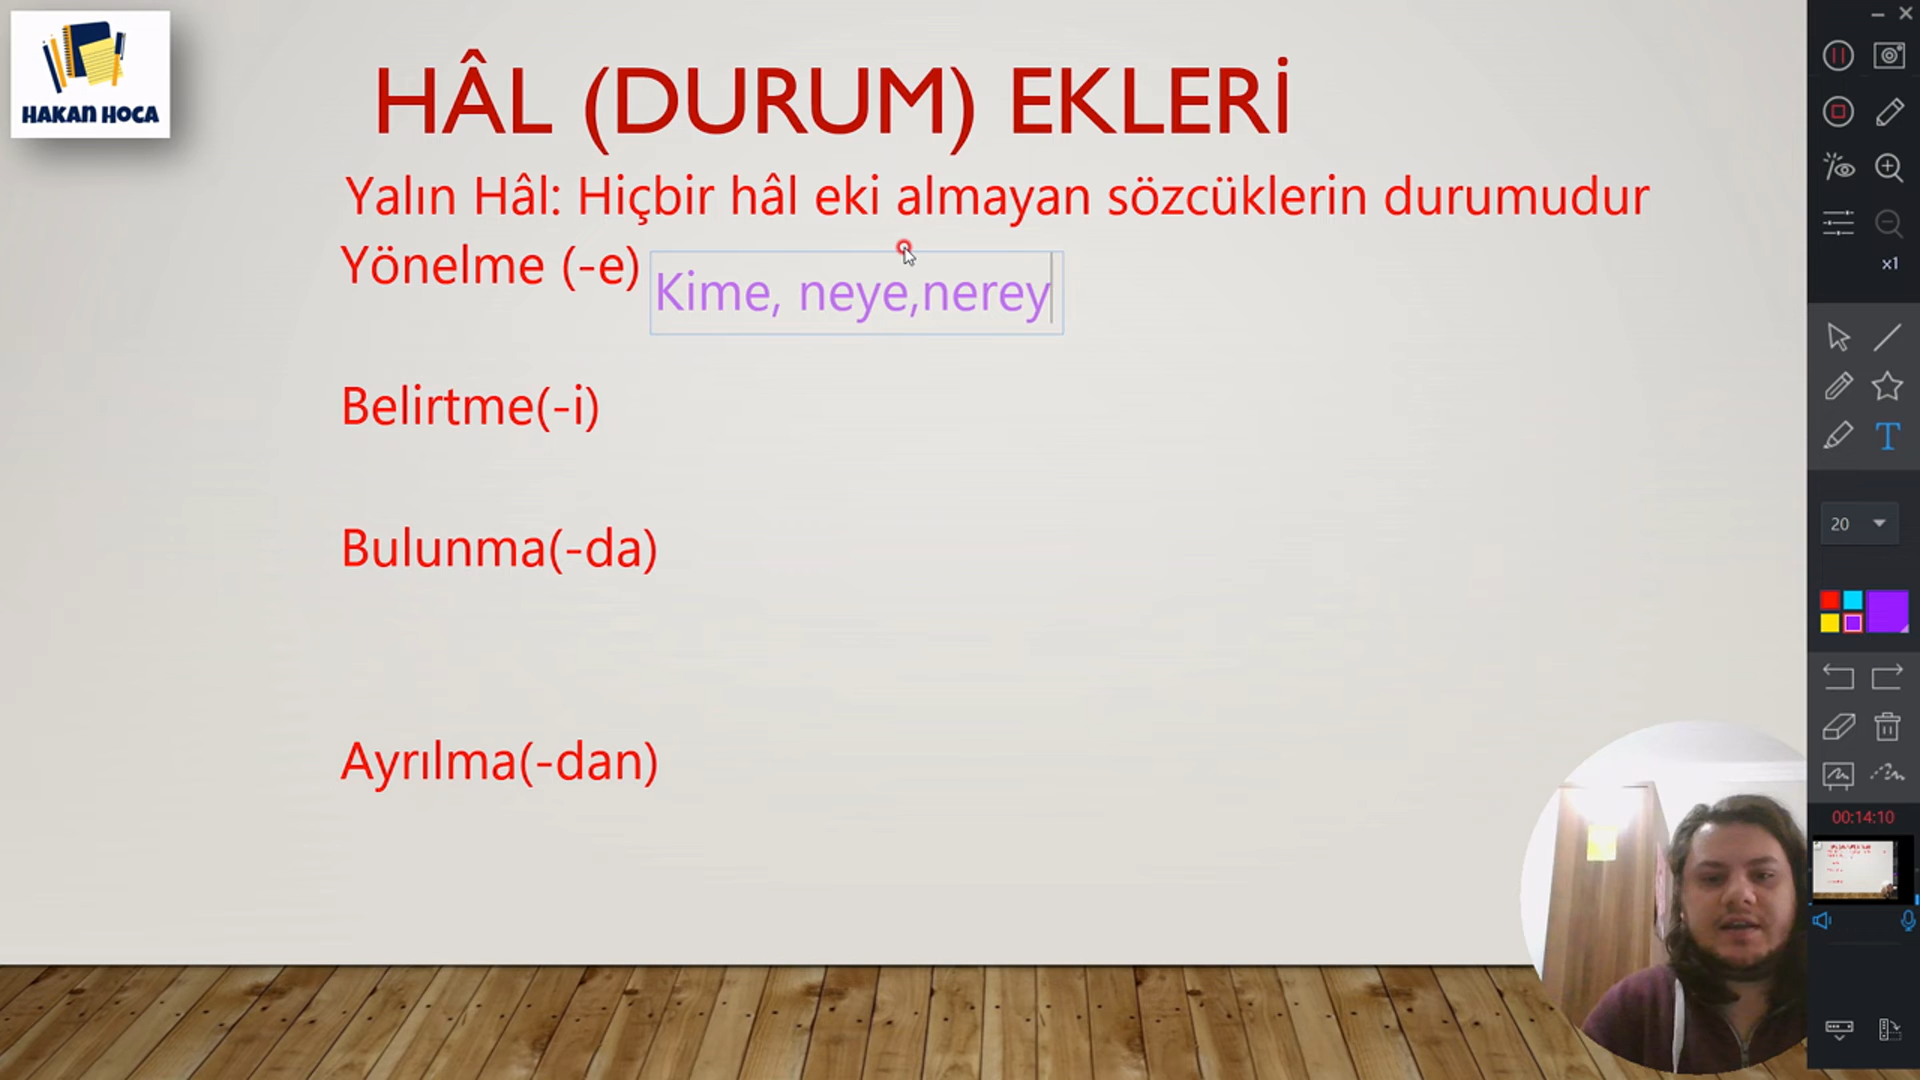 HAKAN HOCA
HÂL (DURUM) EKLERİ
Yalın Hâl: Hiçbir hâl eki almayan sözcüklerin durumudur
Yönelme (-e)
Kime, neye,nerey
Belirtme(-i)
Bulunma(-da)
Ayrılma(-dan)
x1
T
20
00:14:10